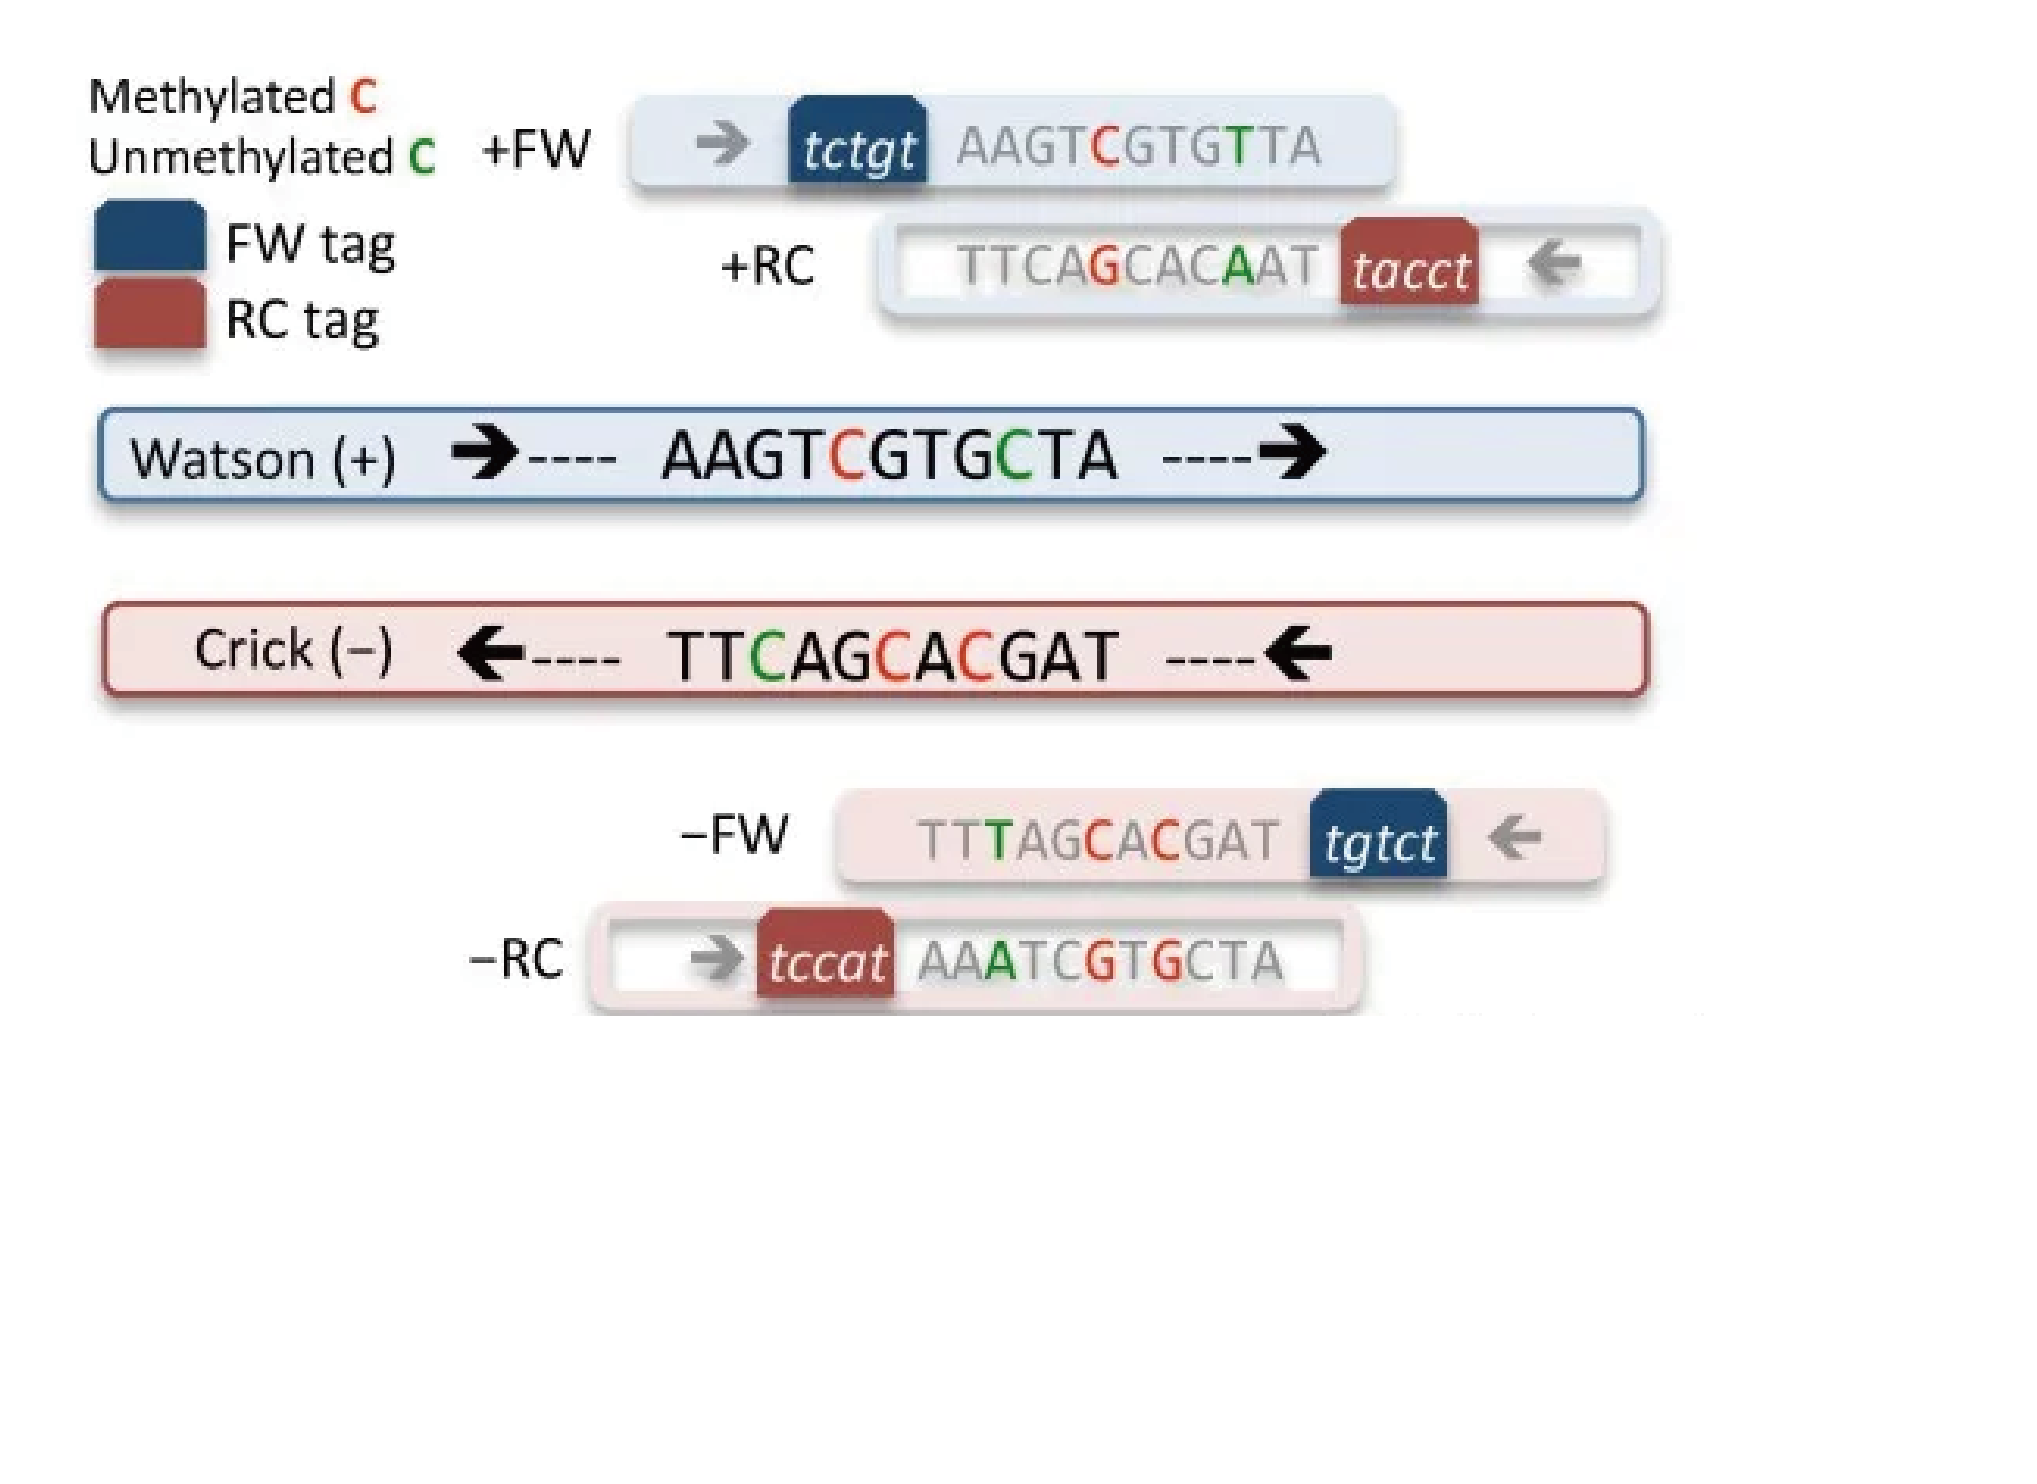 Methylated C
Unmethylated C
FW tag
RC tag
+FW tctgt AAGTCGTGTTA
+RC TTCAGCACAAT tacct
Watson (+) ---- AAGTCGTGCTA ----
Crick (–) ---- TTCAGCACGAT ----
–FW TTTAGCACGAT tgtct
–RC tccat AAATCGTGCTA